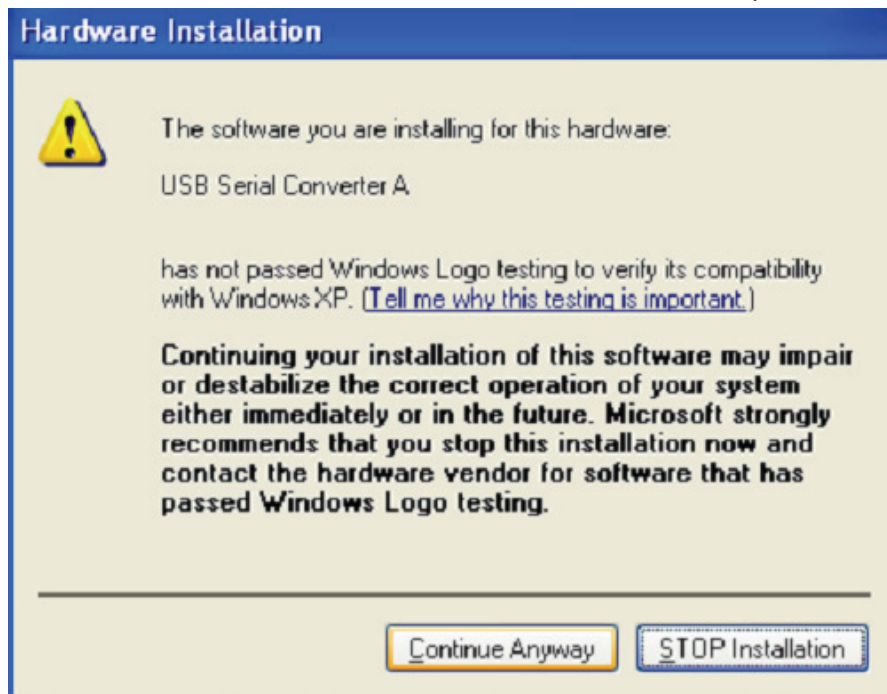 Hardware Installation
The software you are installing for this hardware:
USB Serial Converter A
has not passed Windows Logo testing to verify its compatibility
with Windows XP. (Tell me why this testing is important.)
Continuing your installation of this software may impair
or destabilize the correct operation of your system
either immediately or in the future. Microsoft strongly
recommends that you stop this installation now and
contact the hardware vendor for software that has
passed Windows Logo testing.
Continue Anyway
STOP Installation